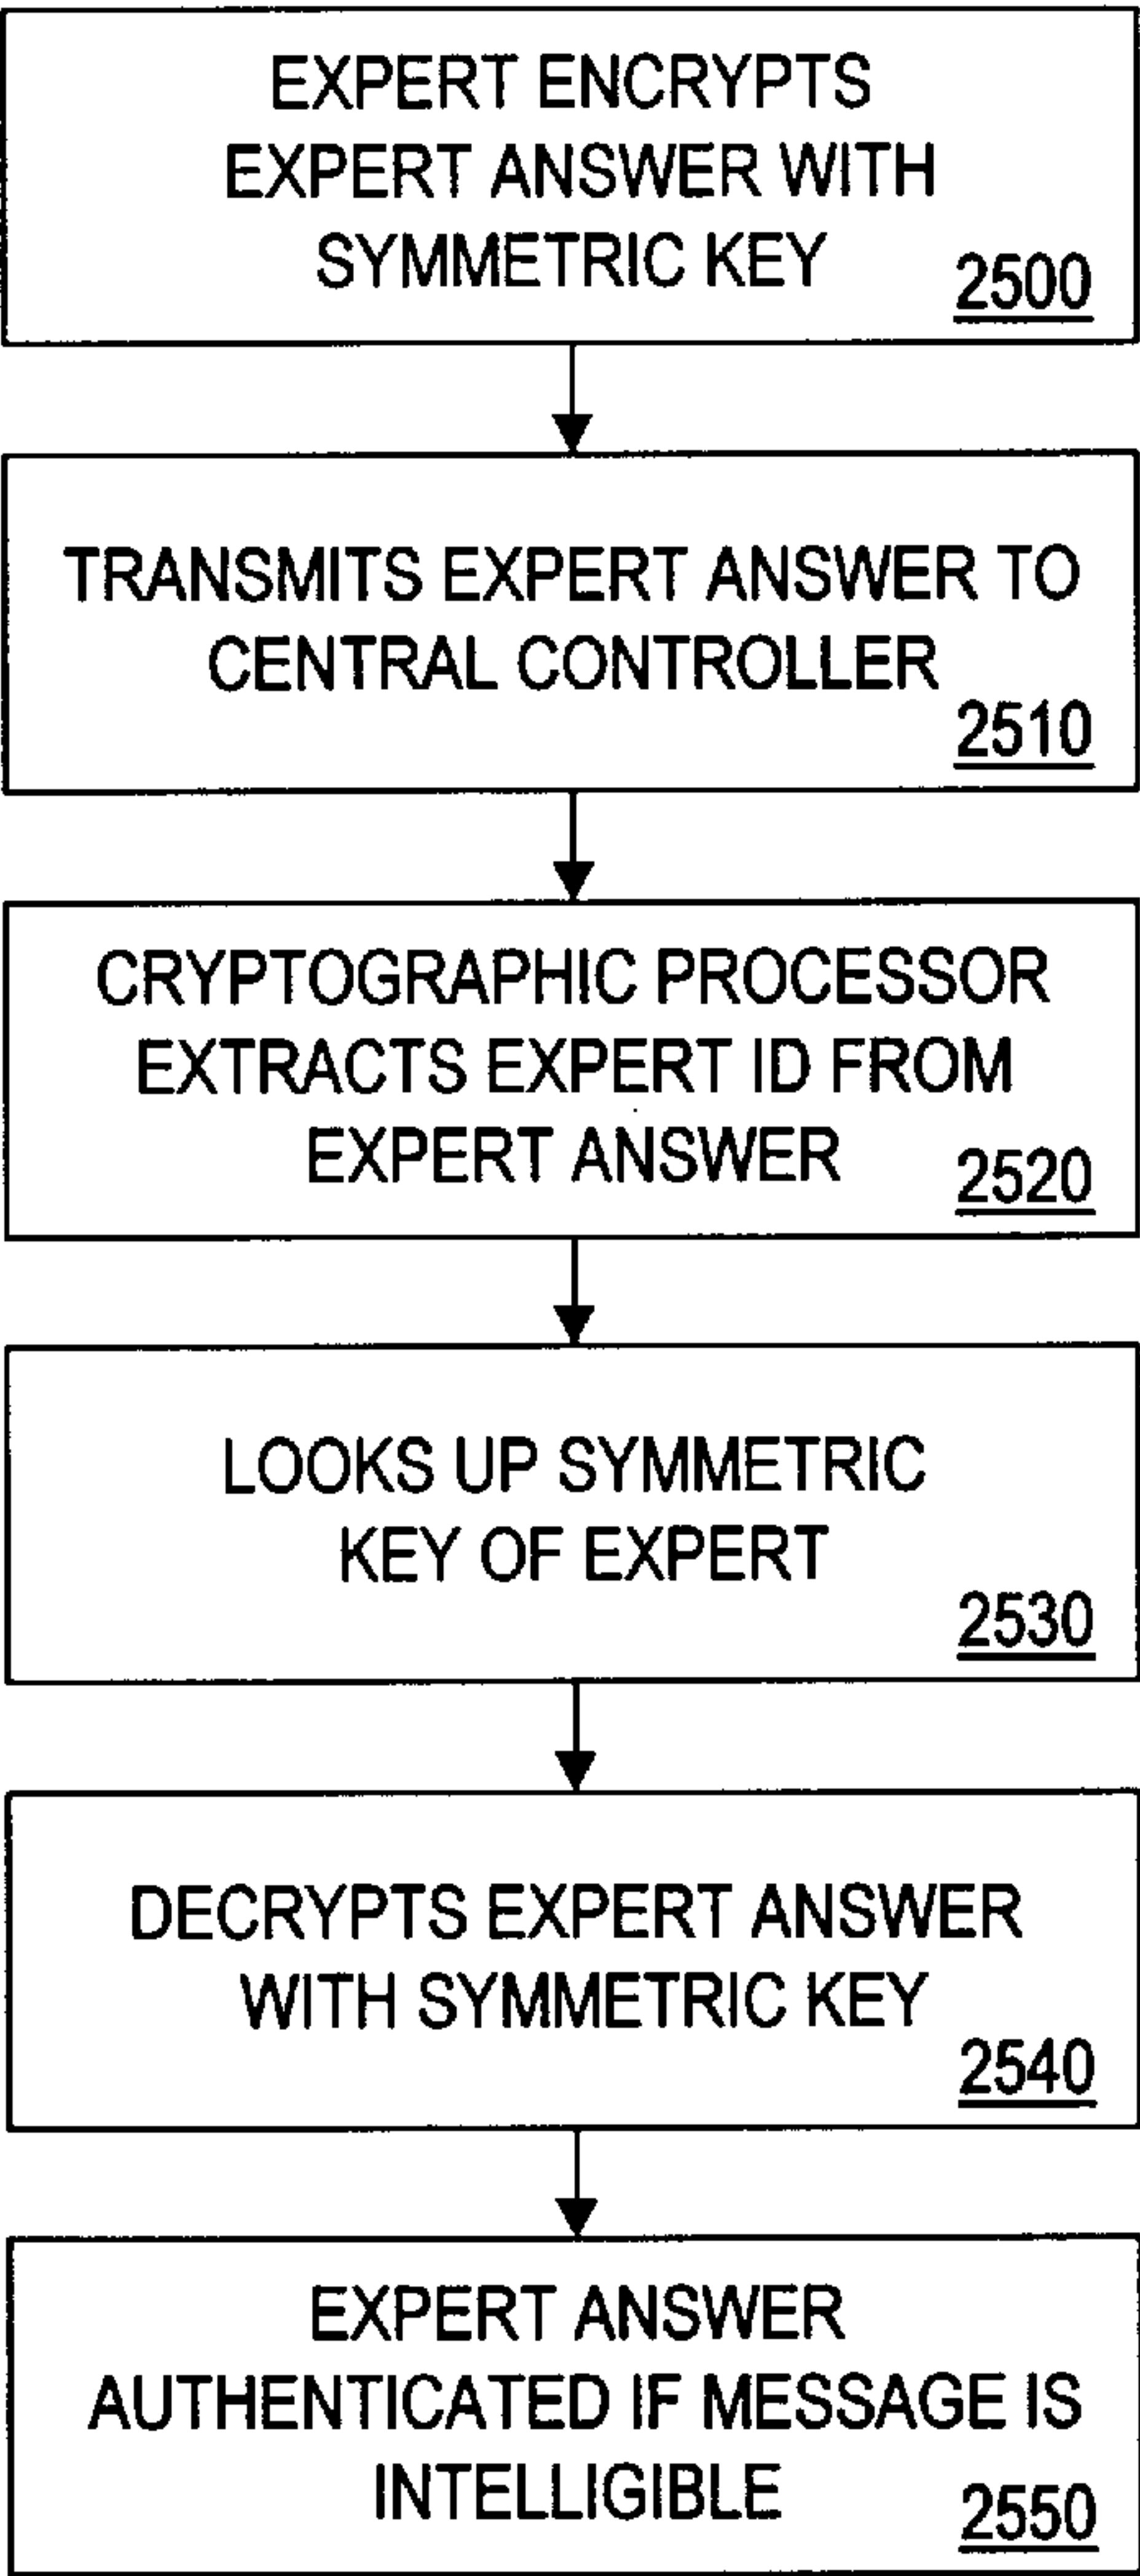 EXPERT ENCRYPTS
EXPERT ANSWER WITH
SYMMETRIC KEY
2500
TRANSMITS EXPERT ANSWER TO
CENTRAL CONTROLLER
2510
CRYPTOGRAPHIC PROCESSOR
EXTRACTS EXPERT ID FROM
EXPERT ANSWER
2520
LOOKS UP SYMMETRIC
KEY OF EXPERT
2530
DECRYPTS EXPERT ANSWER
WITH SYMMETRIC KEY
2540
EXPERT ANSWER
AUTHENTICATED IF MESSAGE IS
INTELLIGIBLE
2550